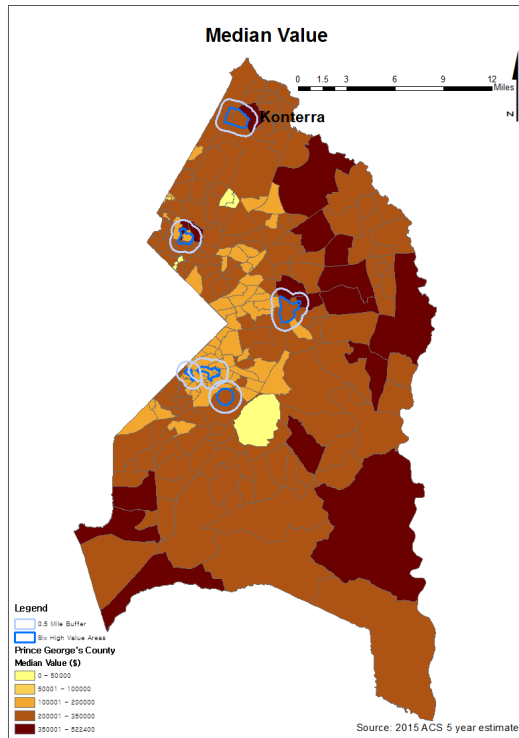 Median Value
0 1.5 3 6 9 12
Miles
N
Konterra
Legend
0.5 Mile Buffer
Six High Value Areas
Prince George's County
Median Value ($)
0 - 50000
50001 - 100000
100001 - 200000
200001 - 350000
350001 - 522400
Source: 2015 ACS 5 year estimate